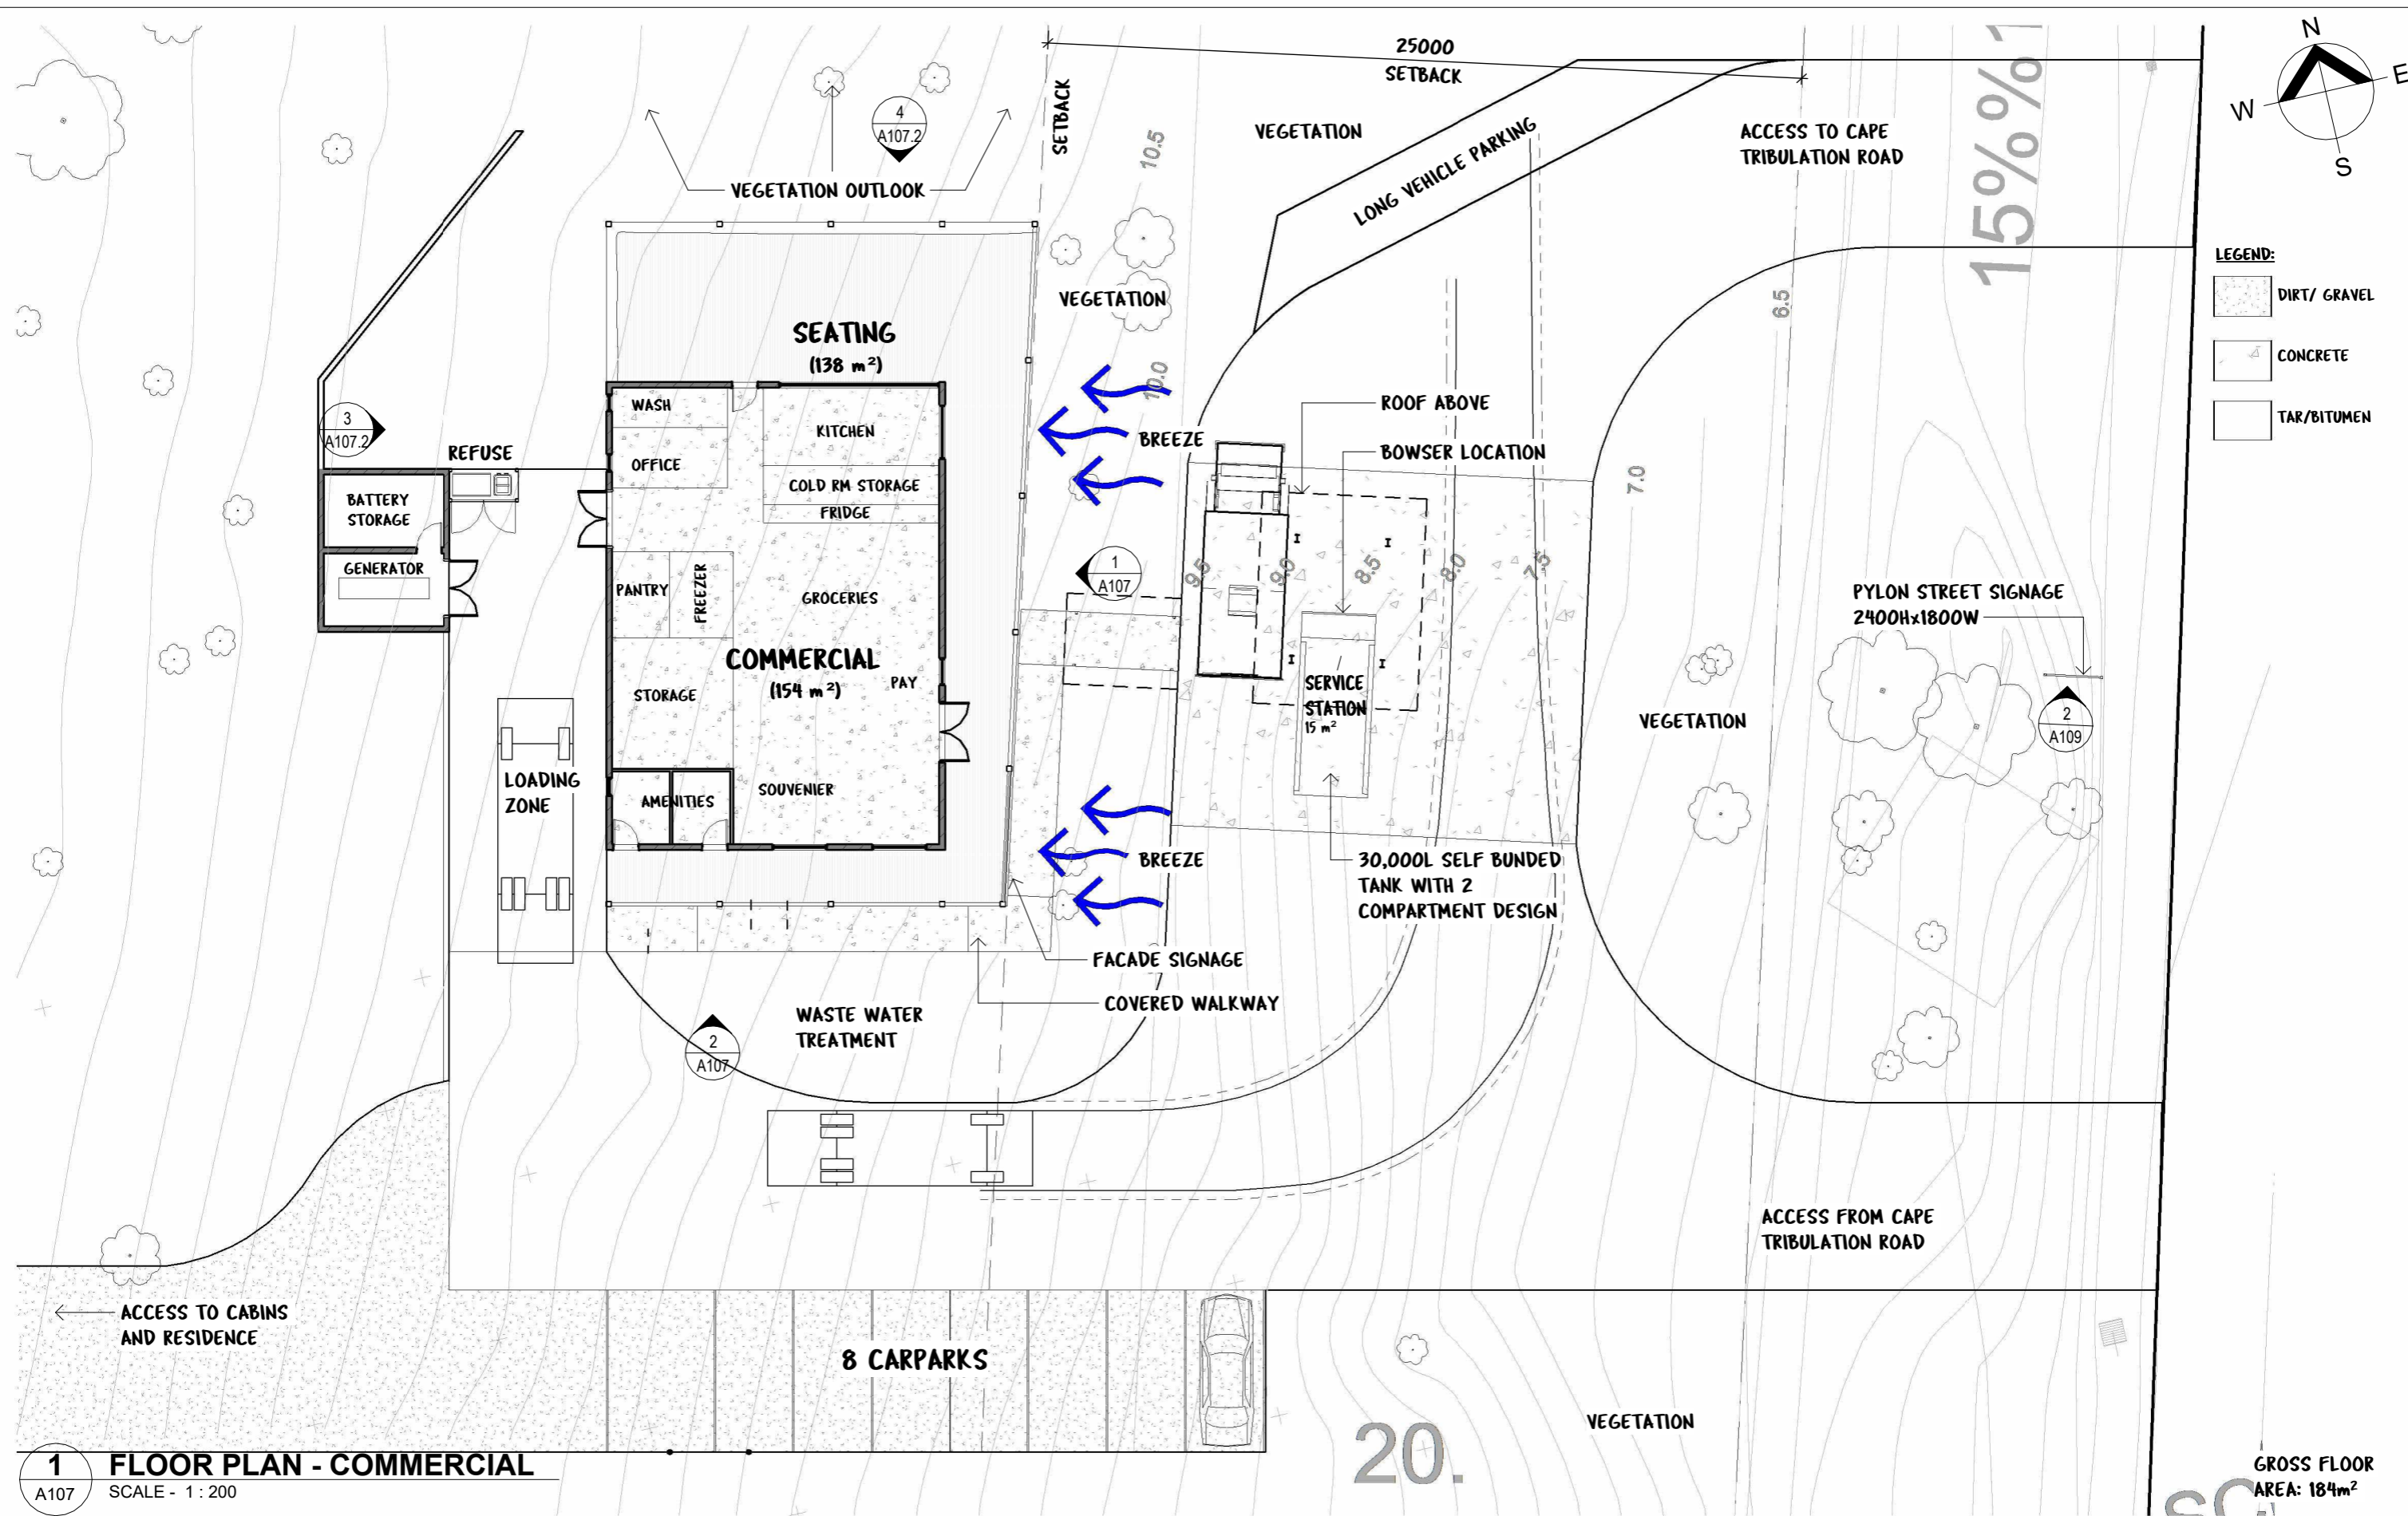 25000
SETBACK
SETBACK
N
E
W
S
4
A107.2
VEGETATION OUTLOOK
10.5
VEGETATION
LONG VEHICLE PARKING
ACCESS TO CAPE
TRIBULATION ROAD
15%%1
LEGEND:
DIRT/ GRAVEL
CONCRETE
TAR/BITUMEN
VEGETATION
6.5
SEATING
(138 m²)
10.0
3
A107.2
REFUSE
WASH
KITCHEN
OFFICE
COLD RM STORAGE
FRIDGE
BREEZE
ROOF ABOVE
BOWSER LOCATION
7.0
BATTERY
STORAGE
GENERATOR
PANTRY
FREEZER
GROCERIES
1
A107
9.5
9.0
8.5
8.0
7.5
PYLON STREET SIGNAGE
2400Hx1800W
COMMERCIAL
(154 m²)
PAY
STORAGE
SERVICE
STATION
15 m²
VEGETATION
2
A109
LOADING
ZONE
AMENITIES
SOUVENIER
BREEZE
30,000L SELF BUNDED
TANK WITH 2
COMPARTMENT DESIGN
FACADE SIGNAGE
COVERED WALKWAY
WASTE WATER
TREATMENT
2
A107
ACCESS FROM CAPE
TRIBULATION ROAD
ACCESS TO CABINS
AND RESIDENCE
8 CARPARKS
VEGETATION
20.
1
A107
FLOOR PLAN - COMMERCIAL
SCALE - 1 : 200
GROSS FLOOR
AREA: 184m²